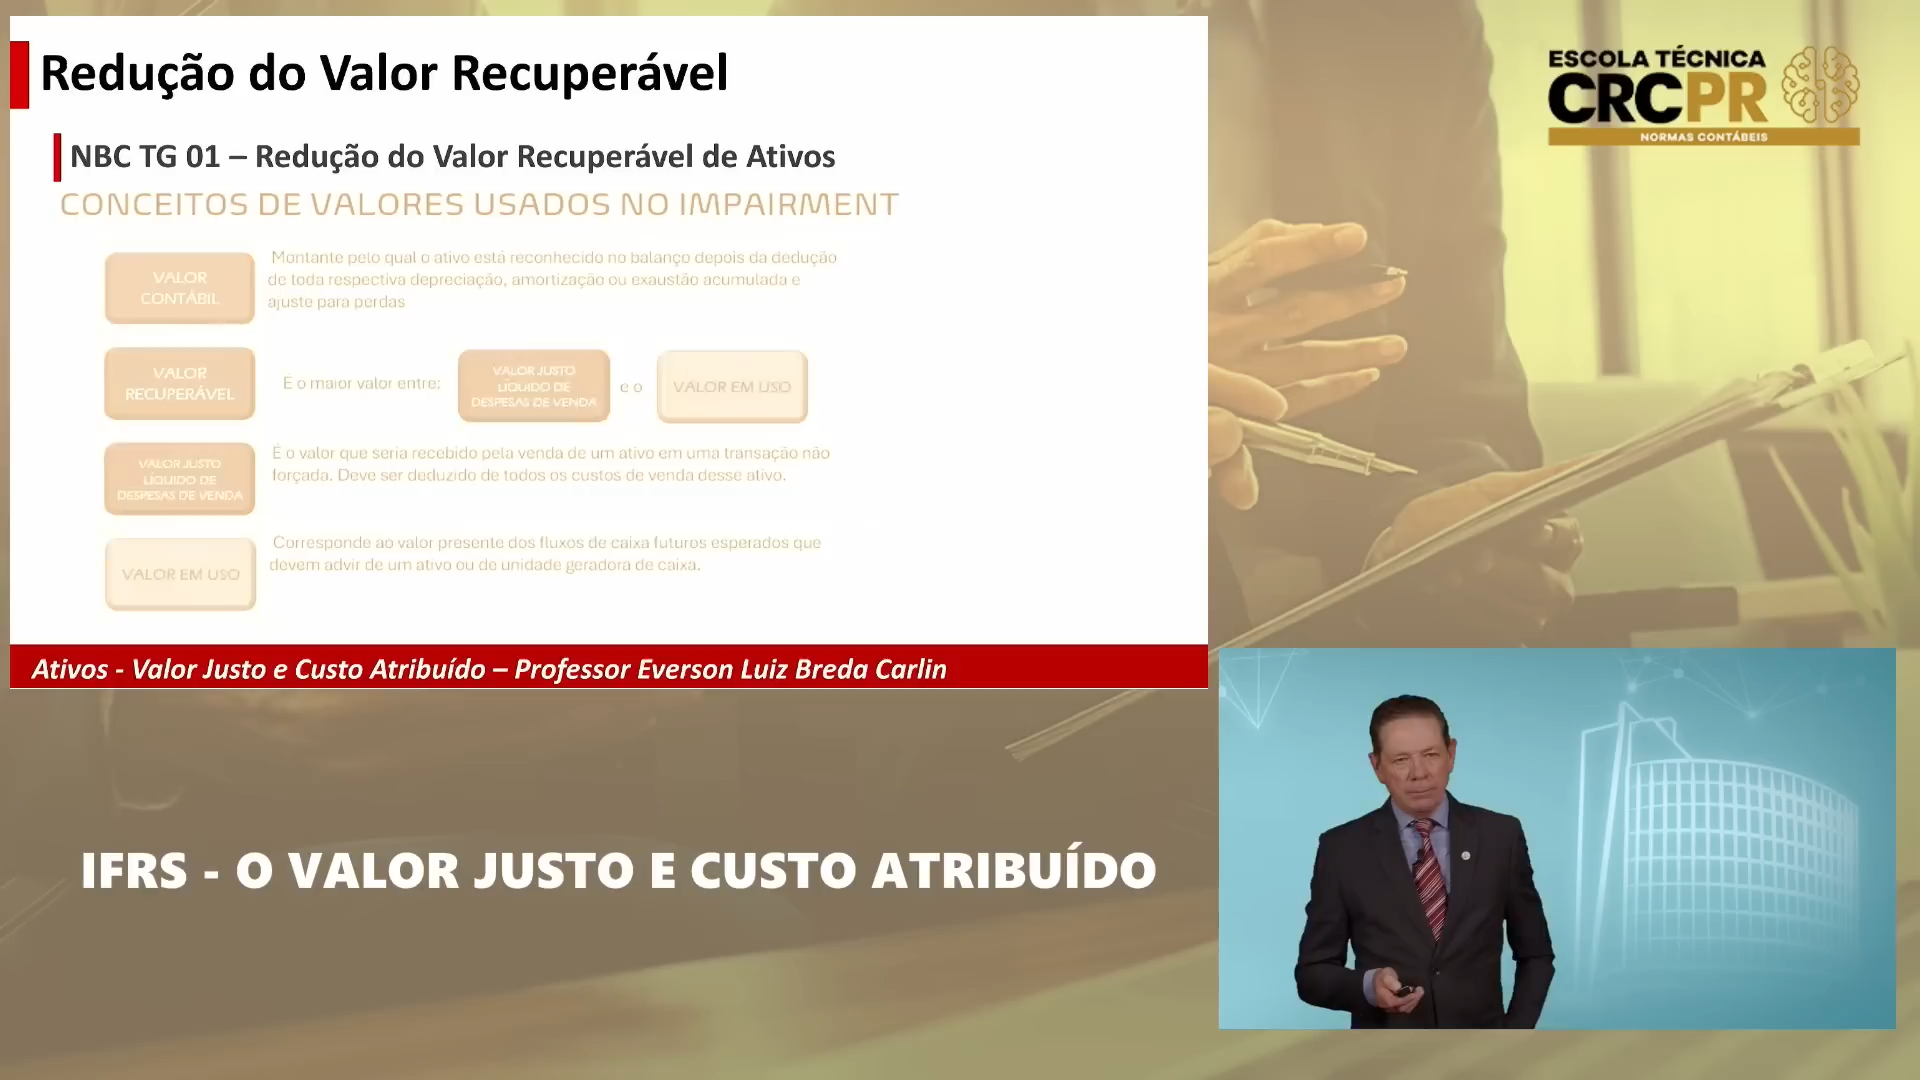 Redução do Valor Recuperável
NBC TG 01 – Redução do Valor Recuperável de Ativos
CONCEITOS DE VALORES USADOS NO IMPAIRMENT
VALOR
CONTÁBIL
Montante pelo qual o ativo está reconhecido no balanço depois da dedução
de toda respectiva depreciação, amortização ou exaustão acumulada e
ajuste para perdas
VALOR
RECUPERÁVEL
É o maior valor entre:
VALOR JUSTO
LÍQUIDO DE
DESPESAS DE VENDA
e o
VALOR EM USO
VALOR JUSTO
LÍQUIDO DE
DESPESAS DE VENDA
É o valor que seria recebido pela venda de um ativo em uma transação não
forçada. Deve ser deduzido de todos os custos de venda desse ativo.
VALOR EM USO
Corresponde ao valor presente dos fluxos de caixa futuros esperados que
devem advir de um ativo ou de unidade geradora de caixa.
Ativos - Valor Justo e Custo Atribuído – Professor Everson Luiz Breda Carlin
ESCOLA TÉCNICA
CRCPR
NORMAS CONTÁBEIS
IFRS - O VALOR JUSTO E CUSTO ATRIBUÍDO